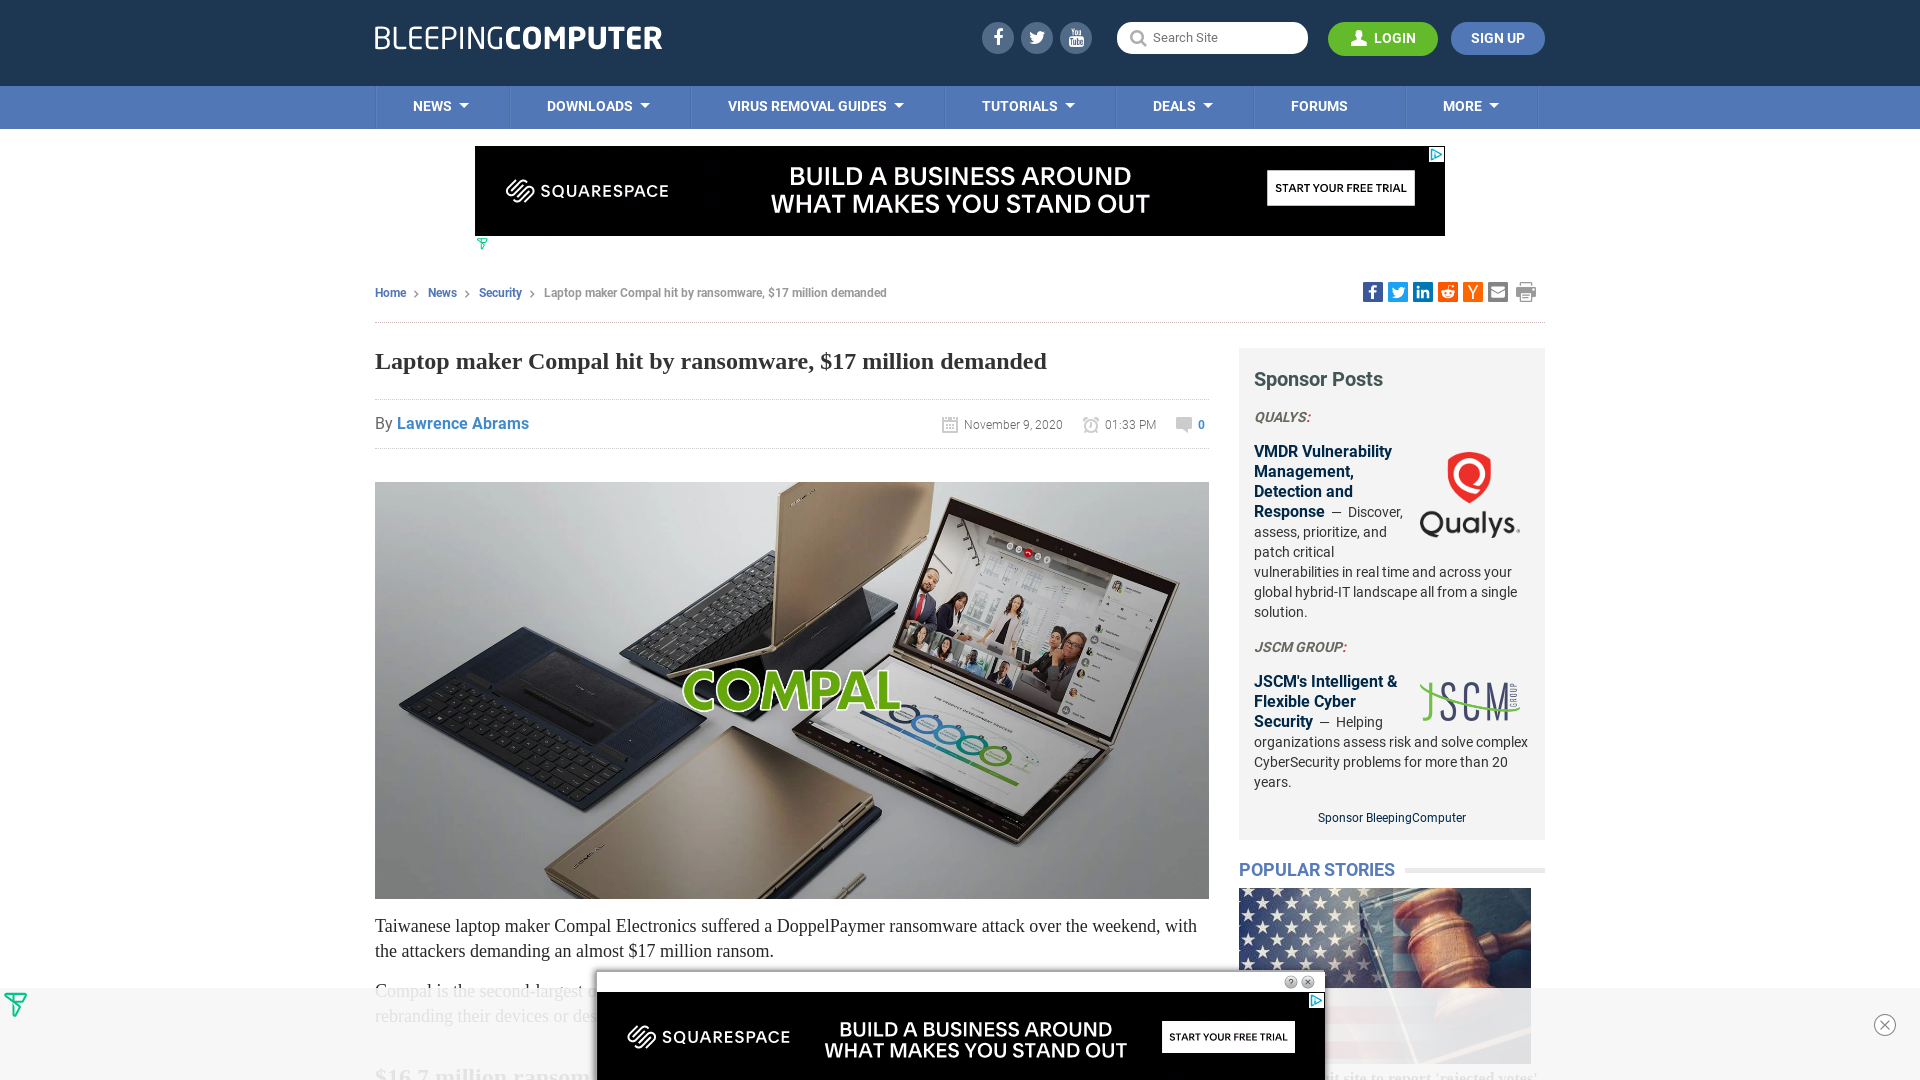 BLEEPINGCOMPUTER
Search Site
LOGIN
SIGN UP
NEWS
DOWNLOADS
VIRUS REMOVAL GUIDES
TUTORIALS
DEALS
FORUMS
MORE
SQUARESPACE
BUILD A BUSINESS AROUND
WHAT MAKES YOU STAND OUT
START YOUR FREE TRIAL
Home
News
Security
Laptop maker Compal hit by ransomware, $17 million demanded
Laptop maker Compal hit by ransomware, $17 million demanded
By Lawrence Abrams
November 9, 2020
01:33 PM
0
COMPAL
Taiwanese laptop maker Compal Electronics suffered a DoppelPaymer ransomware attack over the weekend, with
the attackers demanding an almost $17 million ransom.
Compal is the second-largest
rebranding their devices or
$16.7 million
Sponsor Posts
QUALYS:
VMDR Vulnerability
Management,
Detection and
Response — Discover,
assess, prioritize, and
patch critical
vulnerabilities in real time and across your
global hybrid-IT landscape all from a single
solution.
Qualys.
JSCM GROUP:
JSCM's Intelligent &
Flexible Cyber
Security — Helping
organizations assess risk and solve complex
CyberSecurity problems for more than 20
years.
JSCM GROUP
Sponsor BleepingComputer
POPULAR STORIES
site to report 'rejected votes'
SQUARESPACE
BUILD A BUSINESS AROUND
WHAT MAKES YOU STAND OUT
START YOUR FREE TRIAL